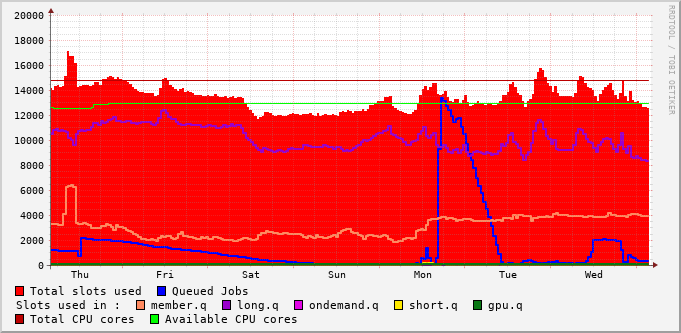 20000
18000
16000
14000
12000
10000
8000
6000
4000
2000
0
Thu Fri Sat Sun Mon Tue Wed
RRDTOOL / TOBI OETIKER
Total slots used Queued Jobs
Slots used in : member.q long.q ondemand.q short.q gpu.q
Total CPU cores Available CPU cores